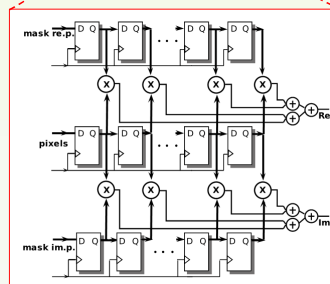 mask re.p. D Q D Q . . . D Q D Q
X X X X
+ + + Re
pixels D Q D Q . . . D Q D Q
X X X X
+ + + Im
mask im.p. D Q D Q . . . D Q D Q